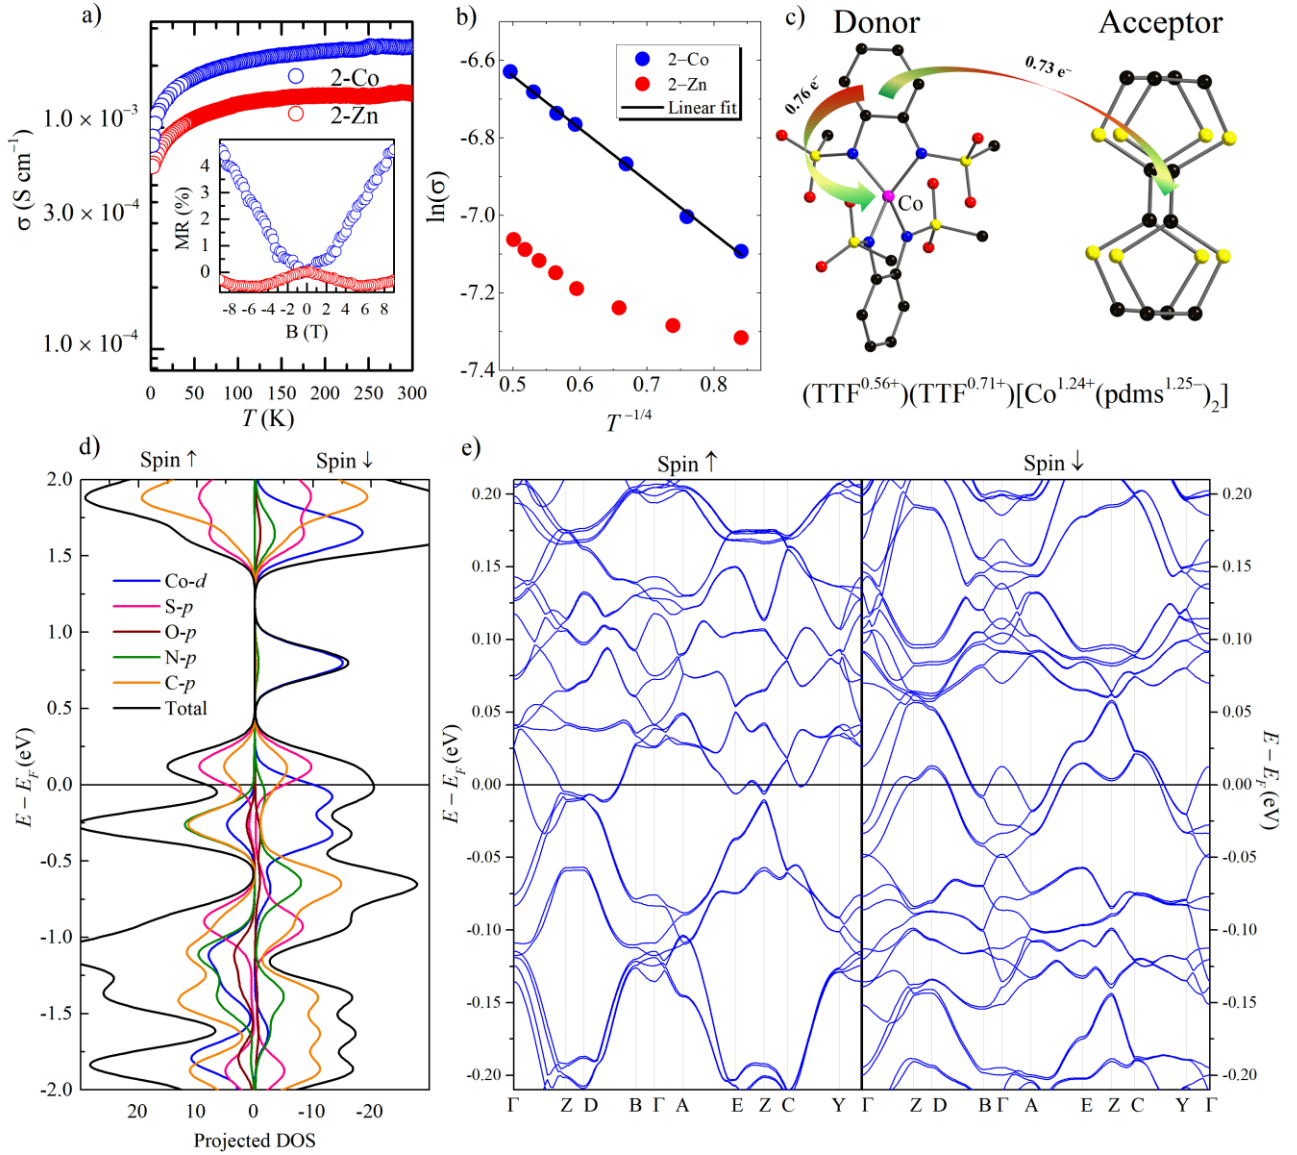 a)
σ (S cm⁻¹)
1.0 × 10⁻³
3.0 × 10⁻⁴
1.0 × 10⁻⁴
2-Co
2-Zn
MR (%)
4
3
2
1
0
-8 -6 -4 -2 0 2 4 6 8
B (T)
0 50 100 150 200 250 300
T (K)
b)
ln(σ)
-6.6
-6.8
-7.0
-7.2
-7.4
2–Co
2–Zn
Linear fit
0.5 0.6 0.7 0.8
T⁻¹/⁴
c)
Donor Acceptor
0.76 e⁻
0.73 e⁻
Co
(TTF⁰·⁵⁶⁺)(TTF⁰·⁷¹⁺)[Co¹·²⁴⁺(pdms¹·²⁵⁻)₂]
d)
Spin ↑ Spin ↓
E – E_F (eV)
2.0
1.5
1.0
0.5
0.0
-0.5
-1.0
-1.5
-2.0
Co-d
S-p
O-p
N-p
C-p
Total
20 10 0 -10 -20
Projected DOS
e)
Spin ↑ Spin ↓
E – E_F (eV)
0.20
0.15
0.10
0.05
0.00
-0.05
-0.10
-0.15
-0.20
Γ Z D B Γ A E Z C Y Γ Z D B Γ A E Z C Y Γ
0.20
0.15
0.10
0.05
0.00
-0.05
-0.10
-0.15
-0.20
E – E_F (eV)